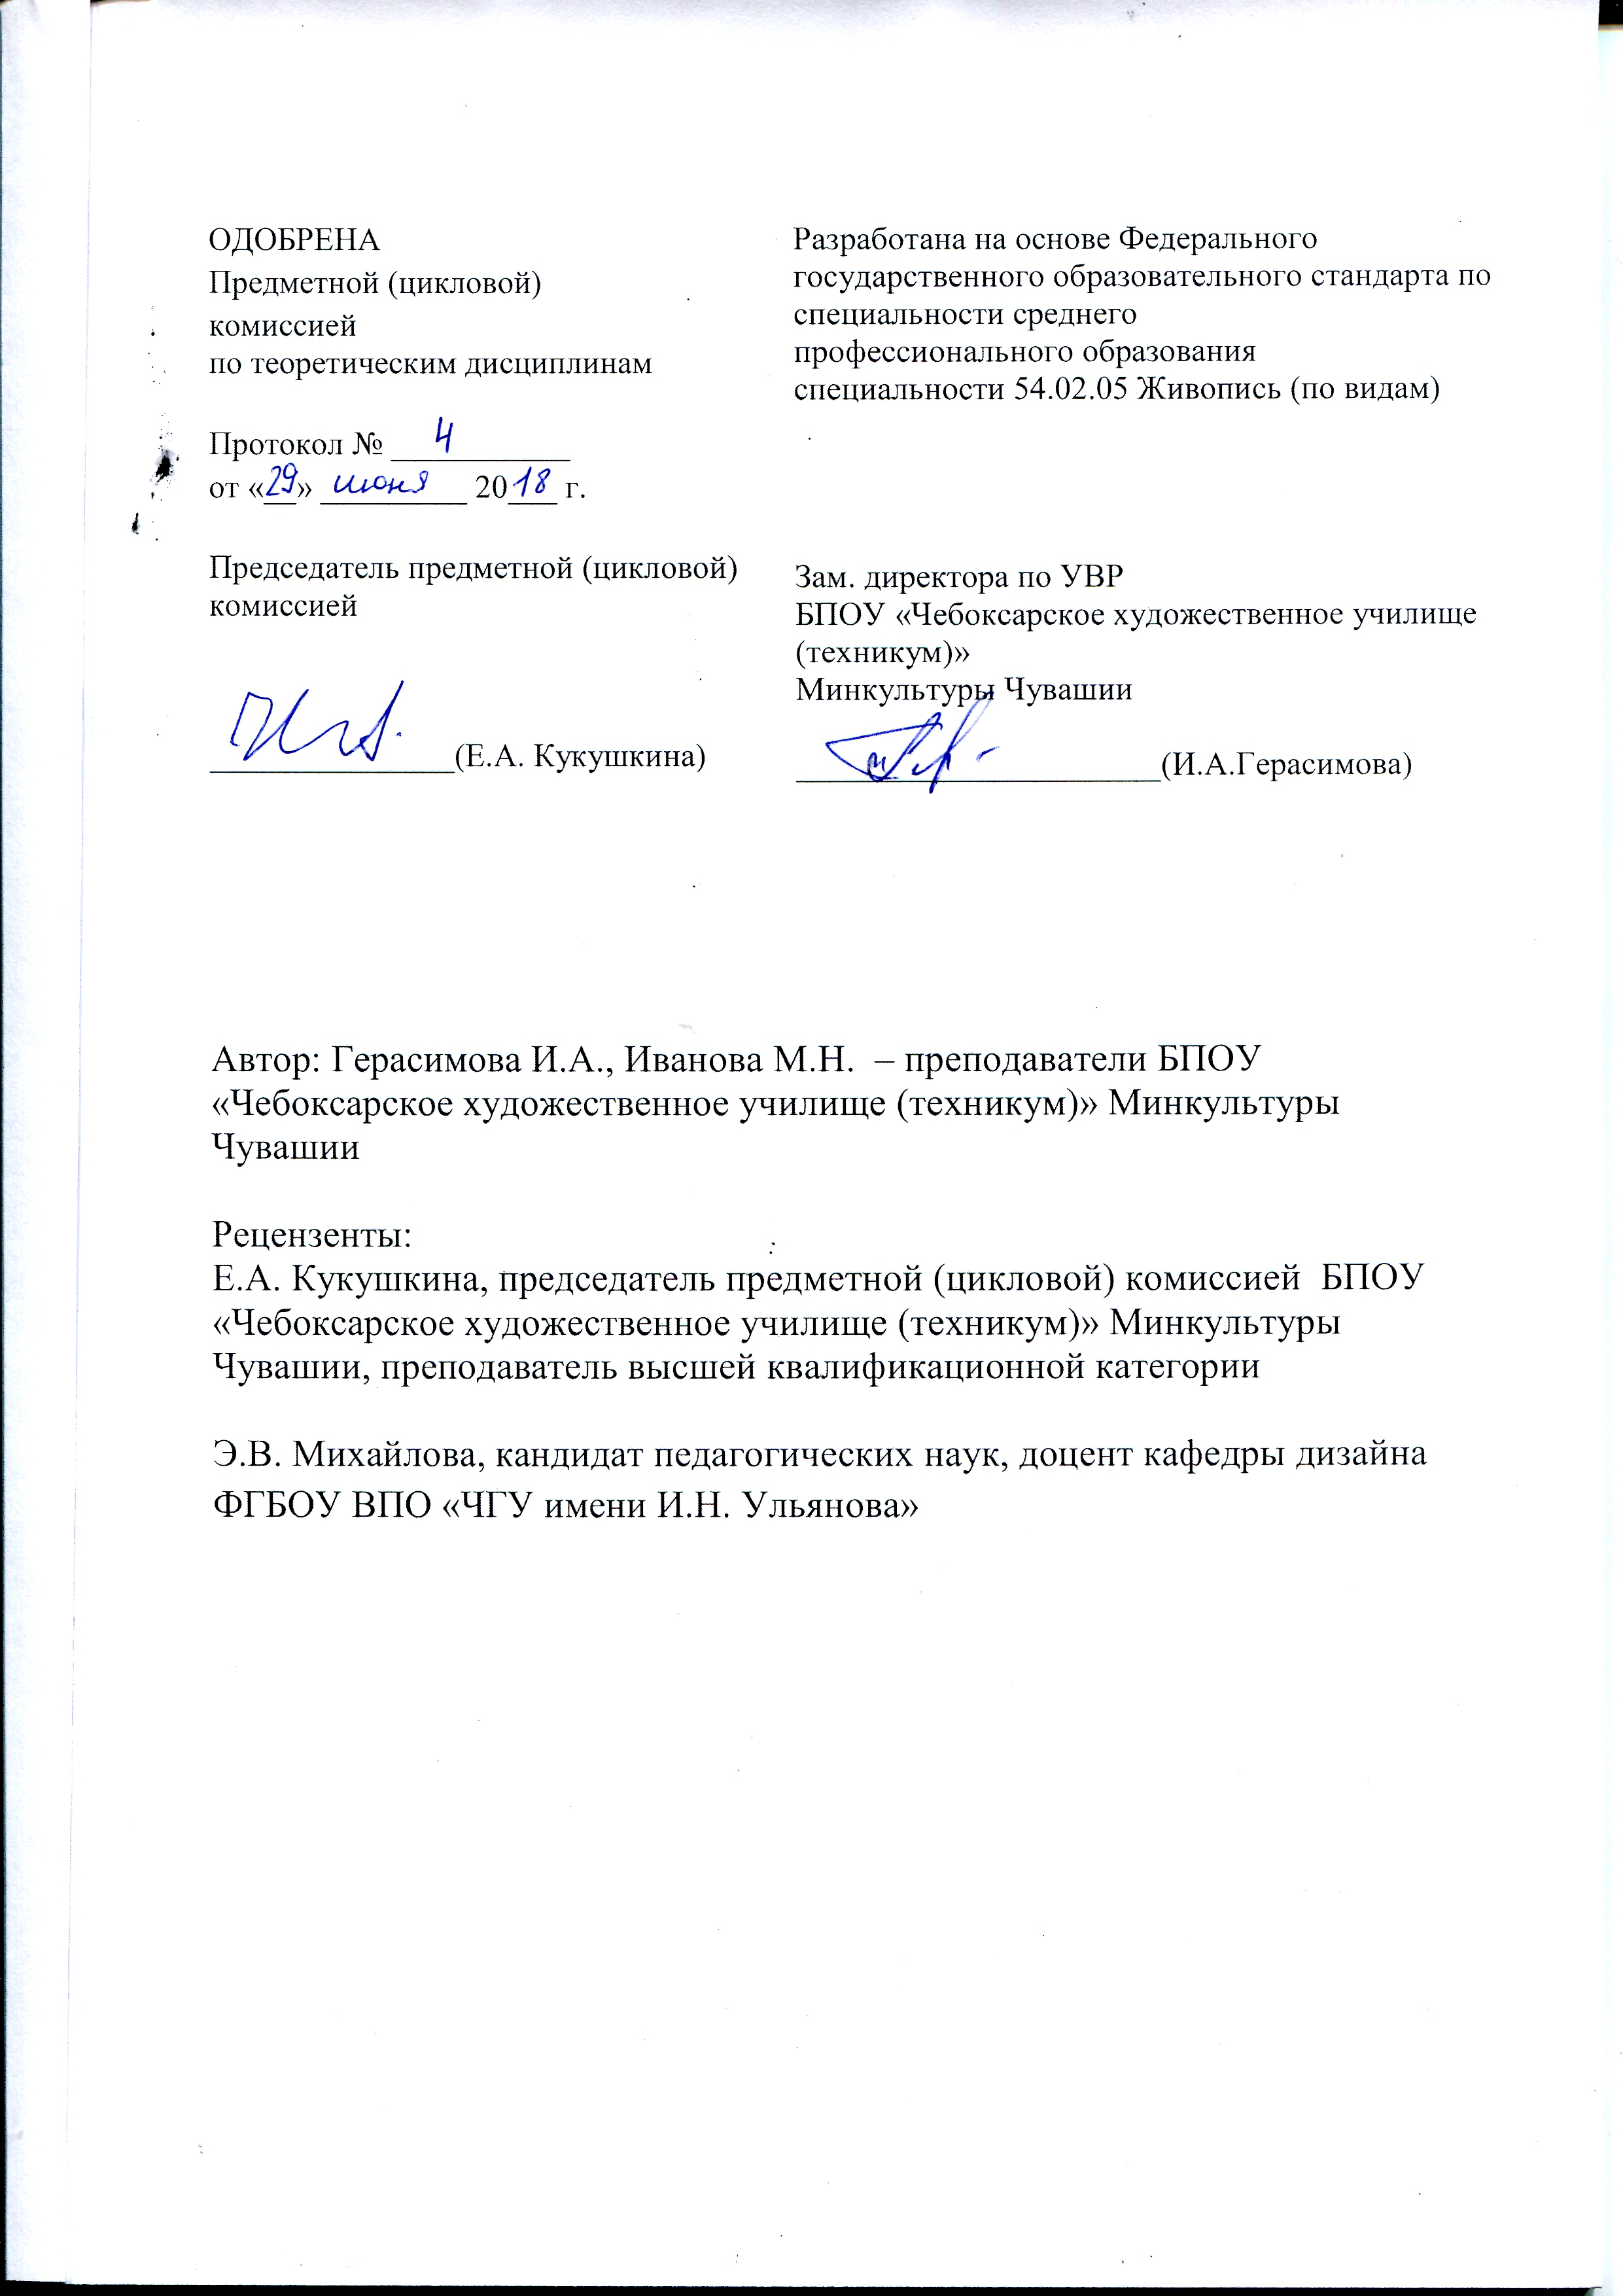 ОДОБРЕНА
Предметной (цикловой)
комиссией
по теоретическим дисциплинам
Протокол № 4
от «29» июня 2018 г.
Председатель предметной (цикловой)
комиссией
(Е.А. Кукушкина)
Разработана на основе Федерального
государственного образовательного стандарта по
специальности среднего
профессионального образования
специальности 54.02.05 Живопись (по видам)
Зам. директора по УВР
БПОУ «Чебоксарское художественное училище
(техникум)»
Минкультуры Чувашии
(И.А.Герасимова)
Автор: Герасимова И.А., Иванова М.Н. – преподаватели БПОУ
«Чебоксарское художественное училище (техникум)» Минкультуры
Чувашии
Рецензенты:
Е.А. Кукушкина, председатель предметной (цикловой) комиссией БПОУ
«Чебоксарское художественное училище (техникум)» Минкультуры
Чувашии, преподаватель высшей квалификационной категории
Э.В. Михайлова, кандидат педагогических наук, доцент кафедры дизайна
ФГБОУ ВПО «ЧГУ имени И.Н. Ульянова»